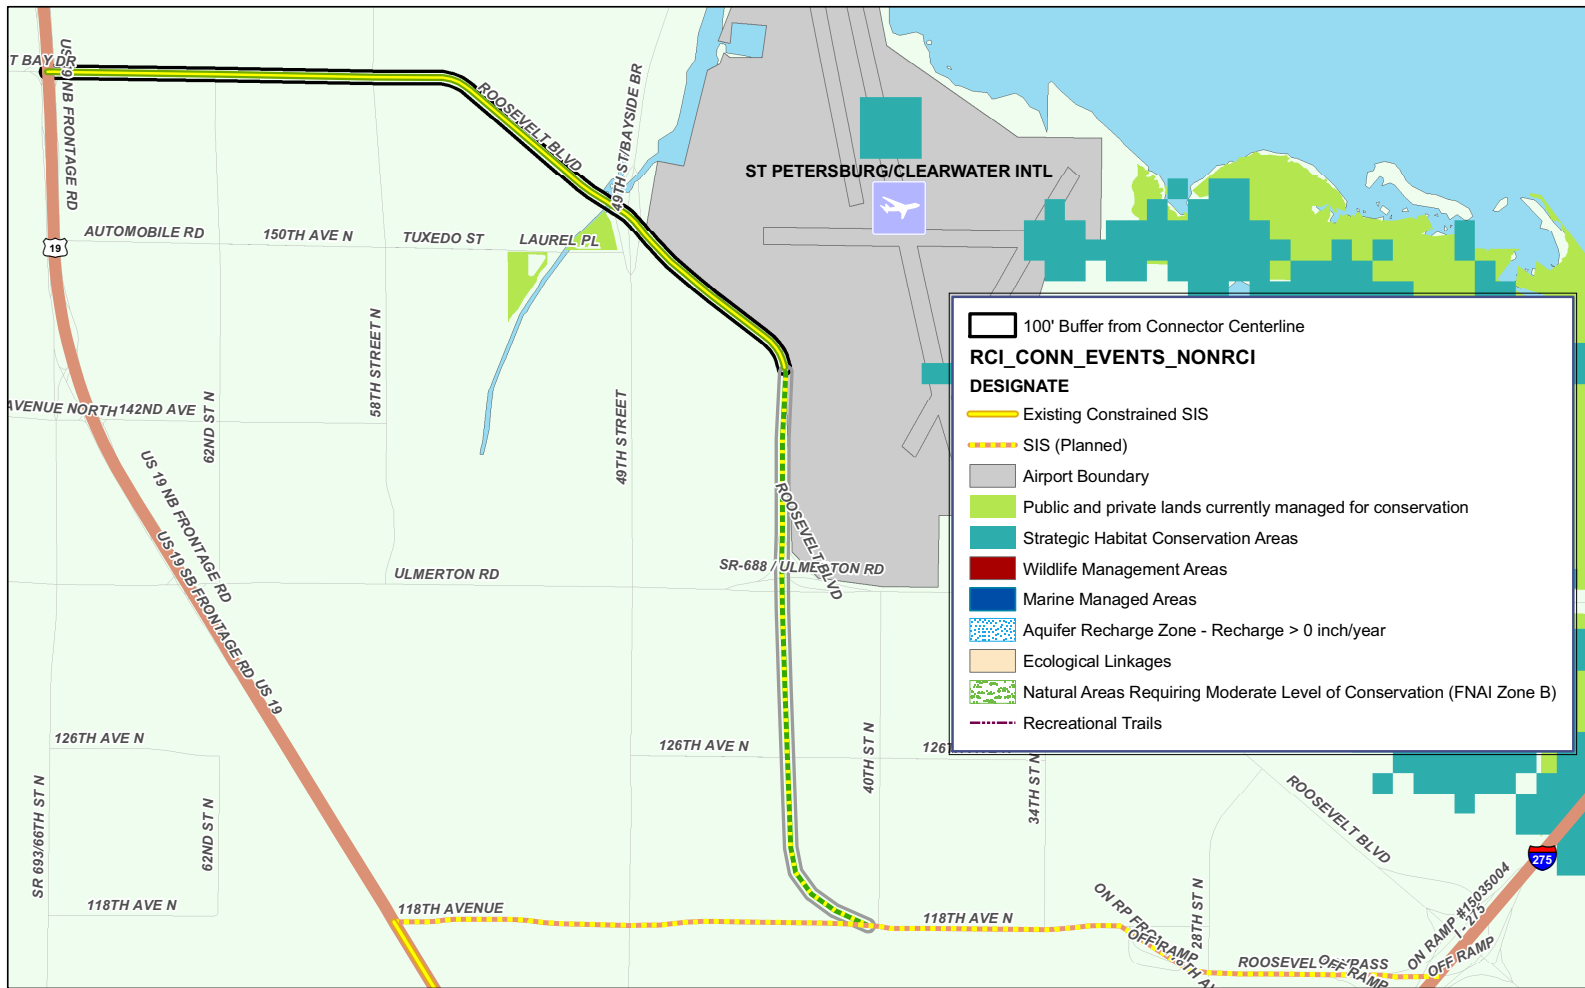 T BAY DR
US 19 NB FRONTAGE RD
ROOSEVELT BLVD
49TH ST/BAYSIDE BR
ST PETERSBURG/CLEARWATER INTL
19
AUTOMOBILE RD
150TH AVE N
TUXEDO ST
LAUREL PL
58TH STREET N
62ND ST N
AVENUE NORTH
142ND AVE
49TH STREET
US 19 NB FRONTAGE RD
US 19 SB FRONTAGE RD
US 19
ROOSEVELT BLVD
ULMERTON RD
SR-688 / ULMERTON RD
100' Buffer from Connector Centerline
RCI_CONN_EVENTS_NONRCI
DESIGNATE
Existing Constrained SIS
SIS (Planned)
Airport Boundary
Public and private lands currently managed for conservation
Strategic Habitat Conservation Areas
Wildlife Management Areas
Marine Managed Areas
Aquifer Recharge Zone - Recharge > 0 inch/year
Ecological Linkages
Natural Areas Requiring Moderate Level of Conservation (FNAI Zone B)
Recreational Trails
126TH AVE N
126TH AVE N
40TH ST N
34TH ST N
SR 693/66TH ST N
62ND ST N
ROOSEVELT BLVD
275
118TH AVE N
118TH AVENUE
118TH AVE N
28TH ST N
ON RAMP #15035004
I - 275
OFF RAMP
OFF RAMP
OFF RAMP